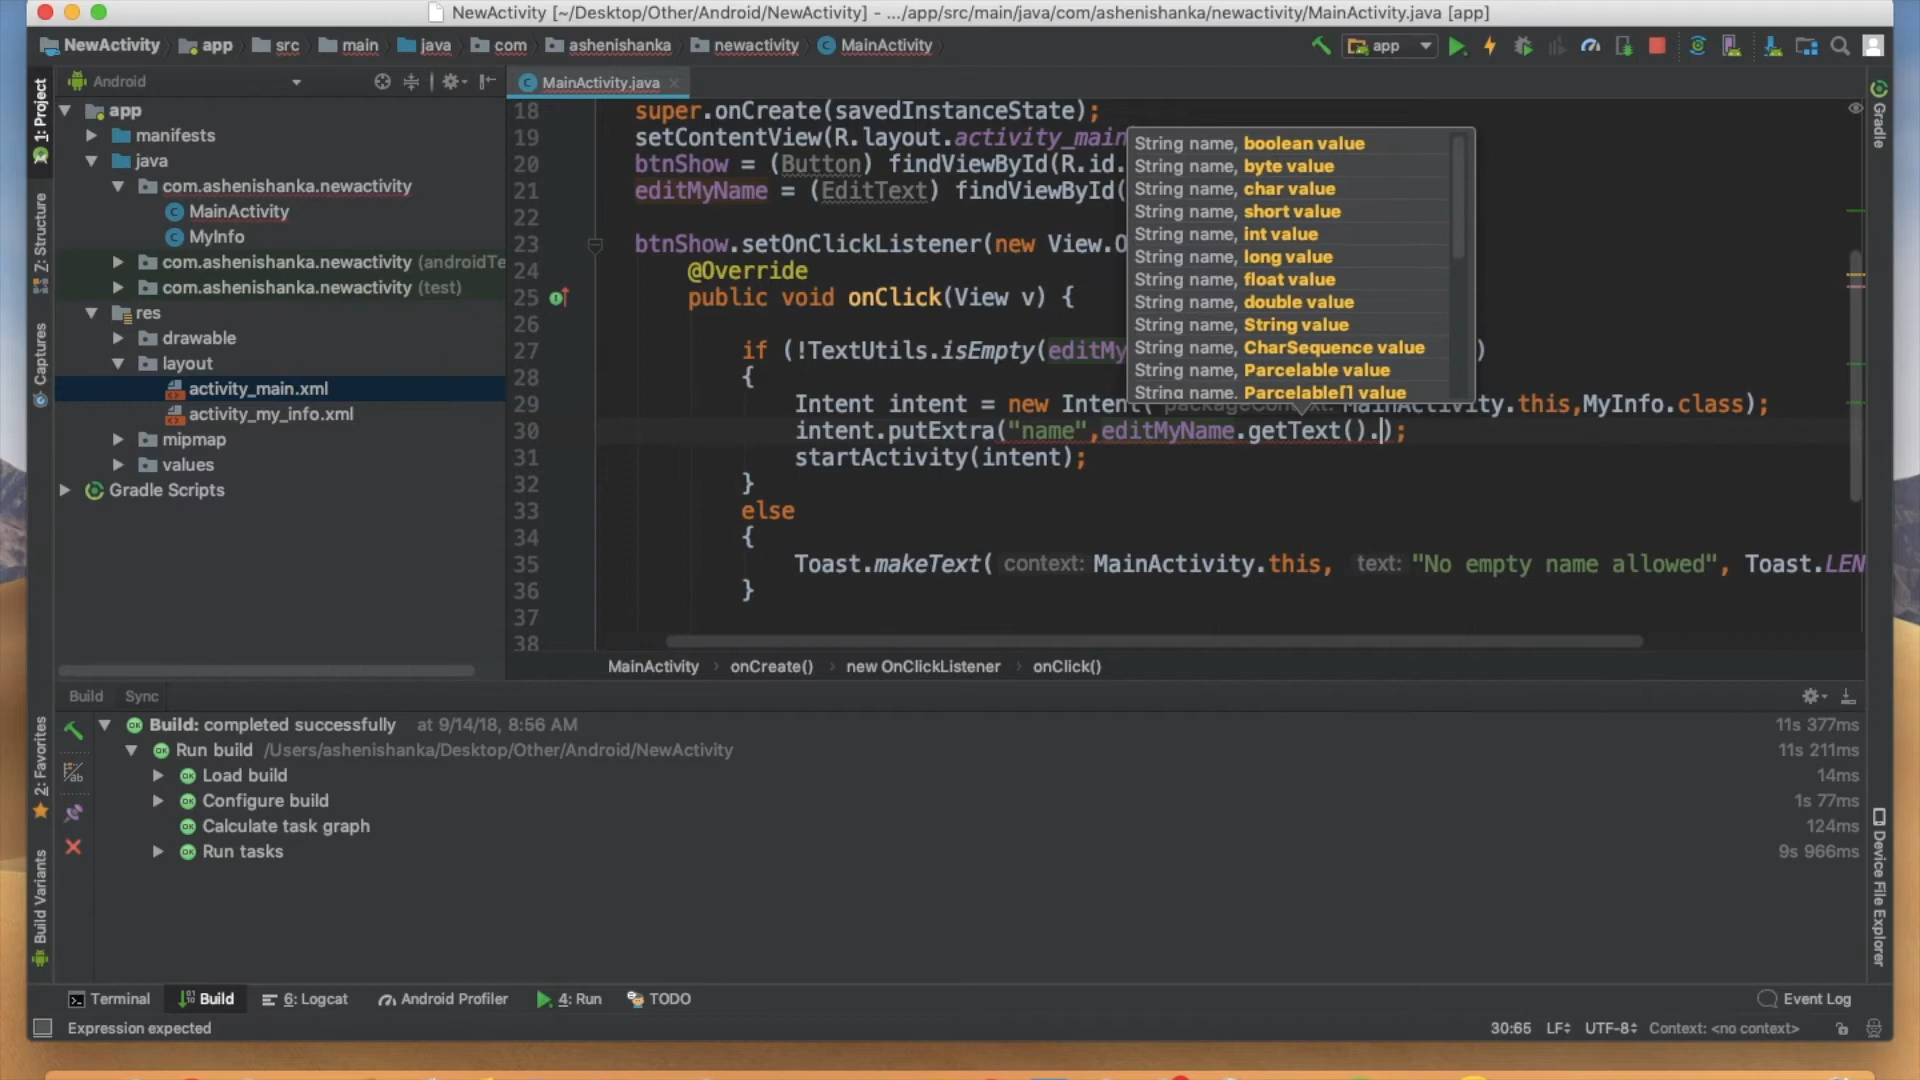 NewActivity [~/Desktop/Other/Android/NewActivity] - .../app/src/main/java/com/ashenishanka/newactivity/MainActivity.java [app]
NewActivity app src main java com ashenishanka newactivity MainActivity app
1: Project
Z: Structure
Captures
2: Favorites
Build Variants
Android
app
manifests
java
com.ashenishanka.newactivity
MainActivity
MyInfo
com.ashenishanka.newactivity (androidTe
com.ashenishanka.newactivity (test)
res
drawable
layout
activity_main.xml
activity_my_info.xml
mipmap
values
Gradle Scripts
MainActivity.java
18 super.onCreate(savedInstanceState);
19 setContentView(R.layout.activity_main
20 btnShow = (Button) findViewById(R.id.
21 editMyName = (EditText) findViewById(
22
23 btnShow.setOnClickListener(new View.O
24 @Override
25 public void onClick(View v) {
26
27 if (!TextUtils.isEmpty(editMy )
28 {
29 Intent intent = new Intent( packageContext: MainActivity.this,MyInfo.class);
30 intent.putExtra("name",editMyName.getText().);
31 startActivity(intent);
32 }
33 else
34 {
35 Toast.makeText( context: MainActivity.this, text: "No empty name allowed", Toast.LEN
36 }
37
38
String name, boolean value
String name, byte value
String name, char value
String name, short value
String name, int value
String name, long value
String name, float value
String name, double value
String name, String value
String name, CharSequence value
String name, Parcelable value
String name, Parcelable[] value
MainActivity onCreate() new OnClickListener onClick()
Gradle
Device File Explorer
Build Sync
Build: completed successfully at 9/14/18, 8:56 AM 11s 377ms
Run build /Users/ashenishanka/Desktop/Other/Android/NewActivity 11s 211ms
Load build 14ms
Configure build 1s 77ms
Calculate task graph 124ms
Run tasks 9s 966ms
Terminal Build 6: Logcat Android Profiler 4: Run TODO Event Log
Expression expected 30:65 LF UTF-8 Context: <no context>